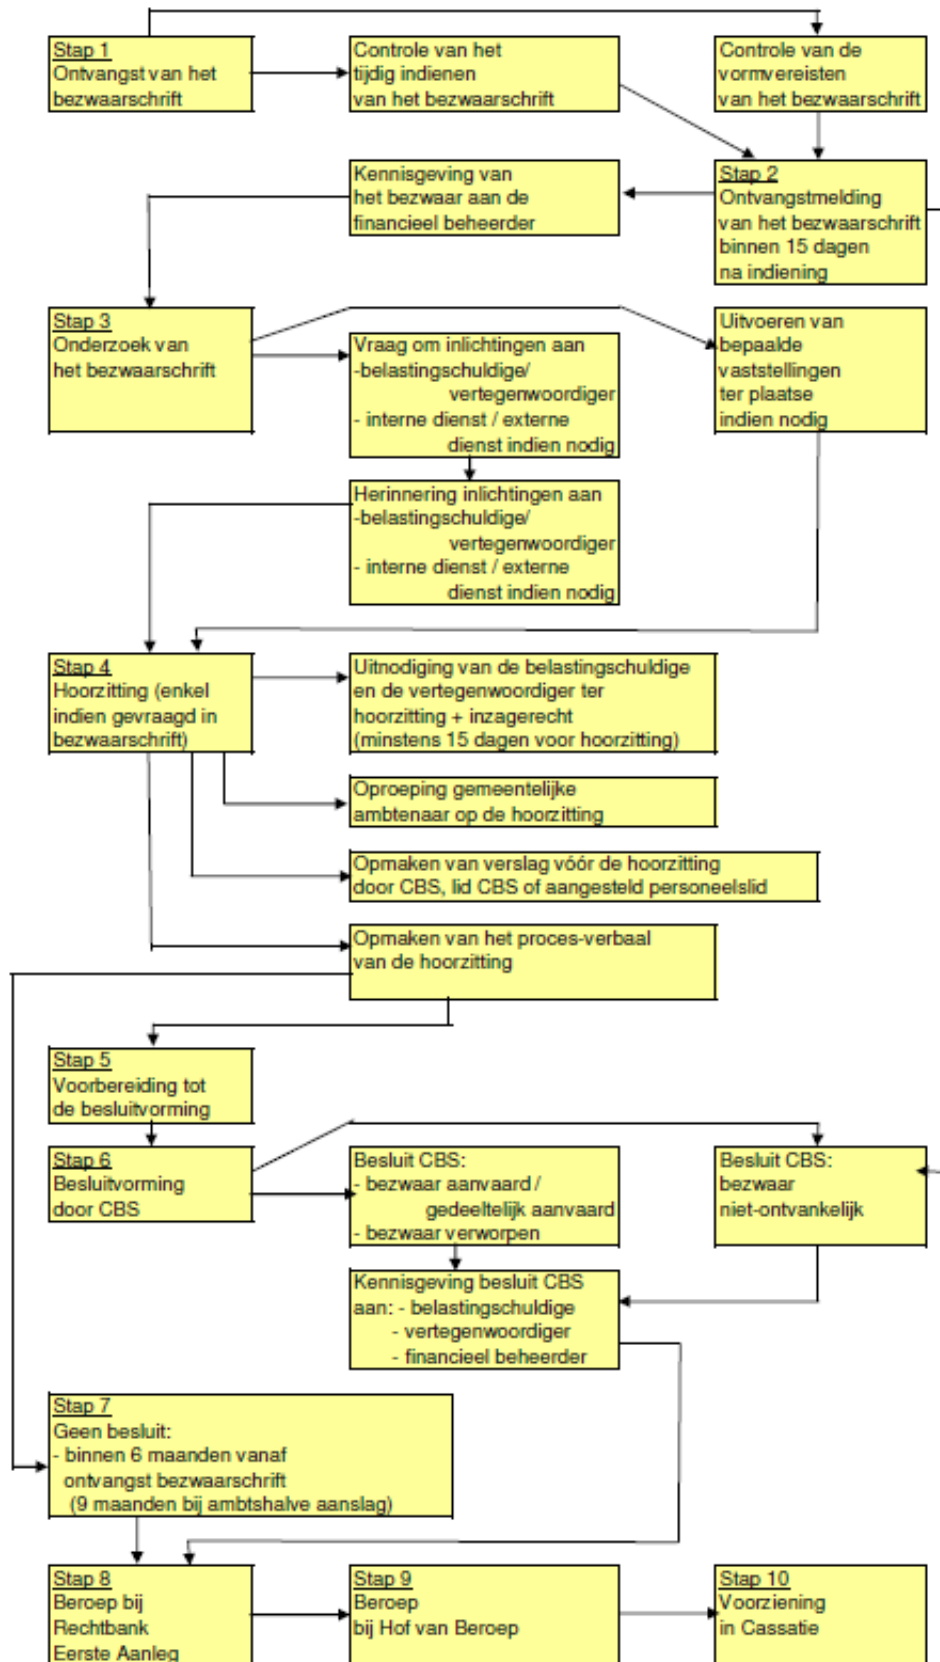 Stap 1
Ontvangst van het
bezwaarschrift
Controle van het
tijdig indienen
van het bezwaarschrift
Controle van de
vormvereisten
van het bezwaarschrift
Kennisgeving van
het bezwaar aan de
financieel beheerder
Stap 2
Ontvangstmelding
van het bezwaarschrift
binnen 15 dagen
na indiening
Stap 3
Onderzoek van
het bezwaarschrift
Vraag om inlichtingen aan
-belastingschuldige/
vertegenwoordiger
- interne dienst / externe
dienst indien nodig
Uitvoeren van
bepaalde
vaststellingen
ter plaatse
indien nodig
Herinnering inlichtingen aan
-belastingschuldige/
vertegenwoordiger
- interne dienst / externe
dienst indien nodig
Stap 4
Hoorzitting (enkel
indien gevraagd in
bezwaarschrift)
Uitnodiging van de belastingschuldige
en de vertegenwoordiger ter
hoorzitting + inzagerecht
(minstens 15 dagen voor hoorzitting)
Oproeping gemeentelijke
ambtenaar op de hoorzitting
Opmaken van verslag vóór de hoorzitting
door CBS, lid CBS of aangesteld personeelslid
Opmaken van het proces-verbaal
van de hoorzitting
Stap 5
Voorbereiding tot
de besluitvorming
Stap 6
Besluitvorming
door CBS
Besluit CBS:
- bezwaar aanvaard /
gedeeltelijk aanvaard
- bezwaar verworpen
Besluit CBS:
bezwaar
niet-ontvankelijk
Kennisgeving besluit CBS
aan: - belastingschuldige
- vertegenwoordiger
- financieel beheerder
Stap 7
Geen besluit:
- binnen 6 maanden vanaf
ontvangst bezwaarschrift
(9 maanden bij ambtshalve aanslag)
Stap 8
Beroep bij
Rechtbank
Eerste Aanleg
Stap 9
Beroep
bij Hof van Beroep
Stap 10
Voorziening
in Cassatie